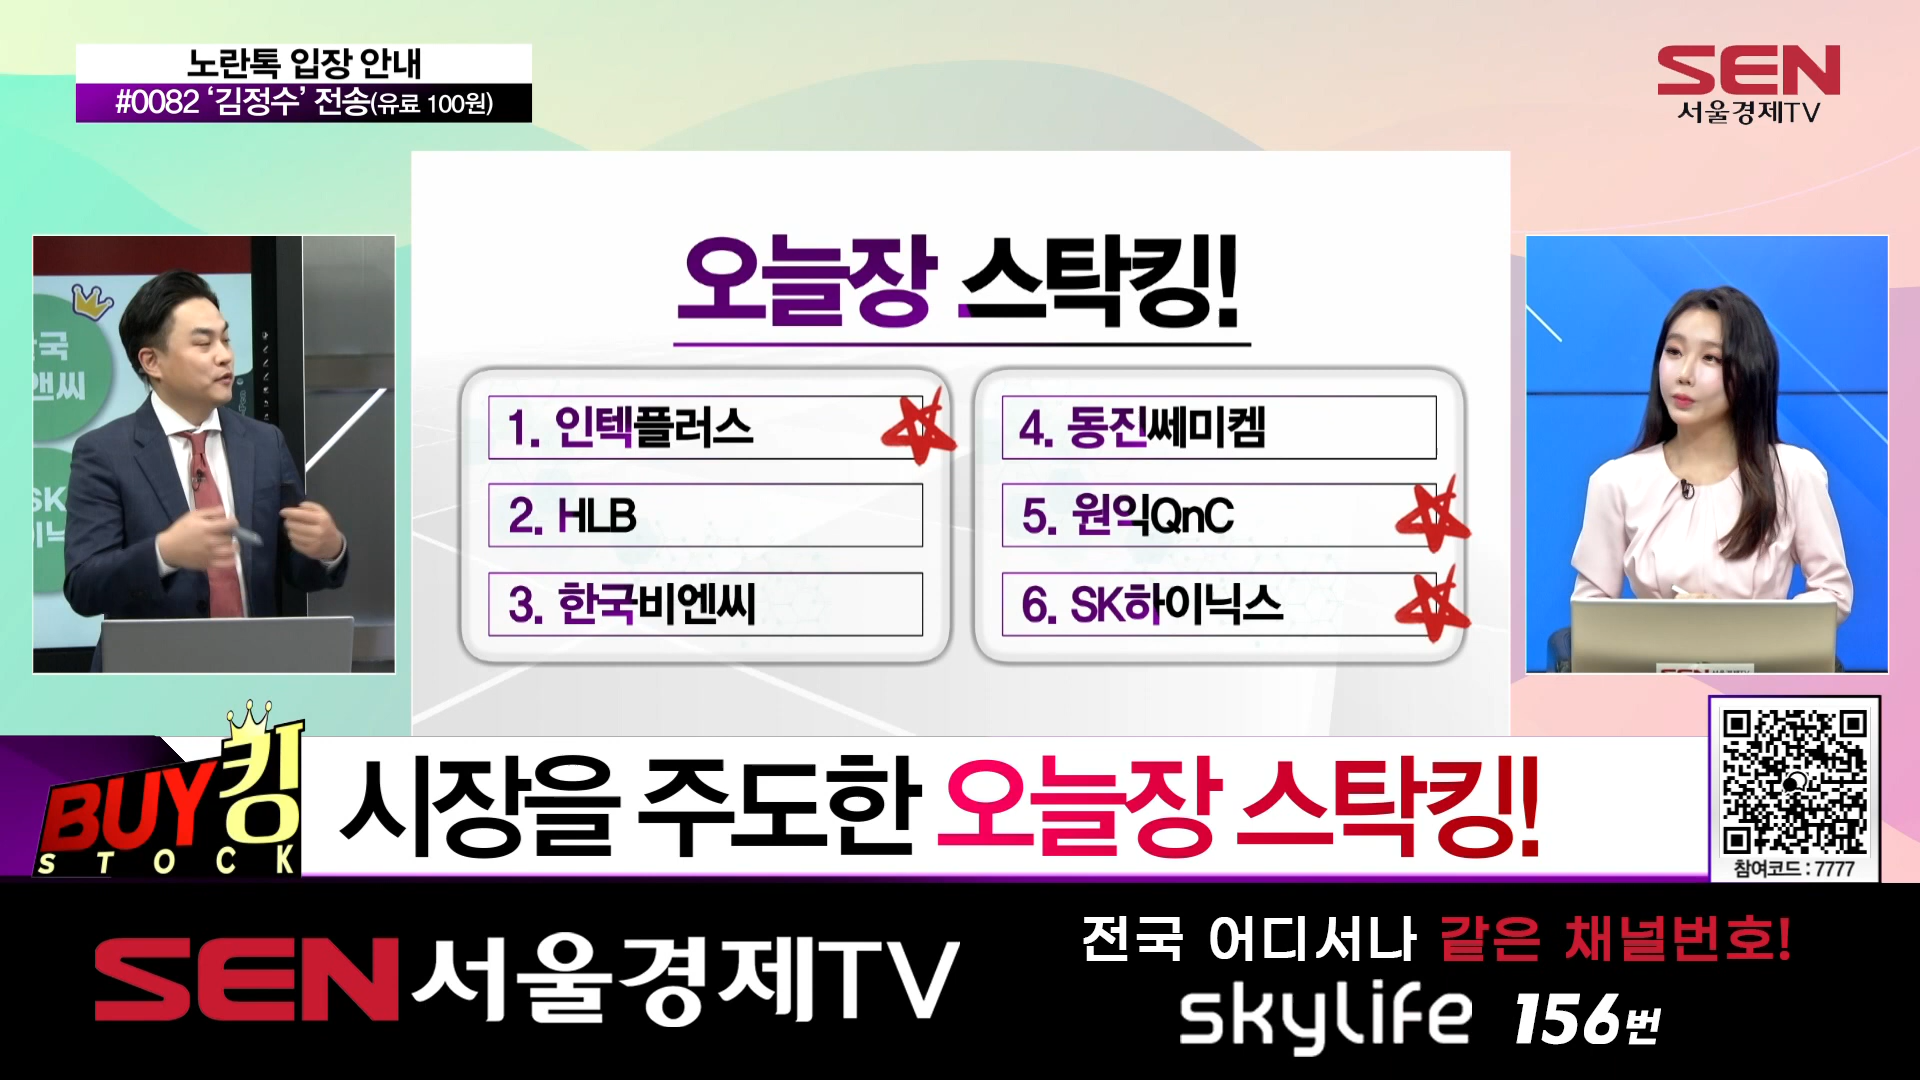 노란톡 입장 안내
#0082 ‘김정수’ 전송(유료 100원)
SEN
서울경제TV
오늘장 스탁킹!
1. 인텍플러스
2. HLB
3. 한국비엔씨
4. 동진쎄미켐
5. 원익QnC
6. SK하이닉스
국
앤씨
SK
BUY킹
STOCK
시장을 주도한 오늘장 스탁킹!
참여코드 : 7777
SEN 서울경제TV
전국 어디서나 같은 채널번호!
skylife 156번